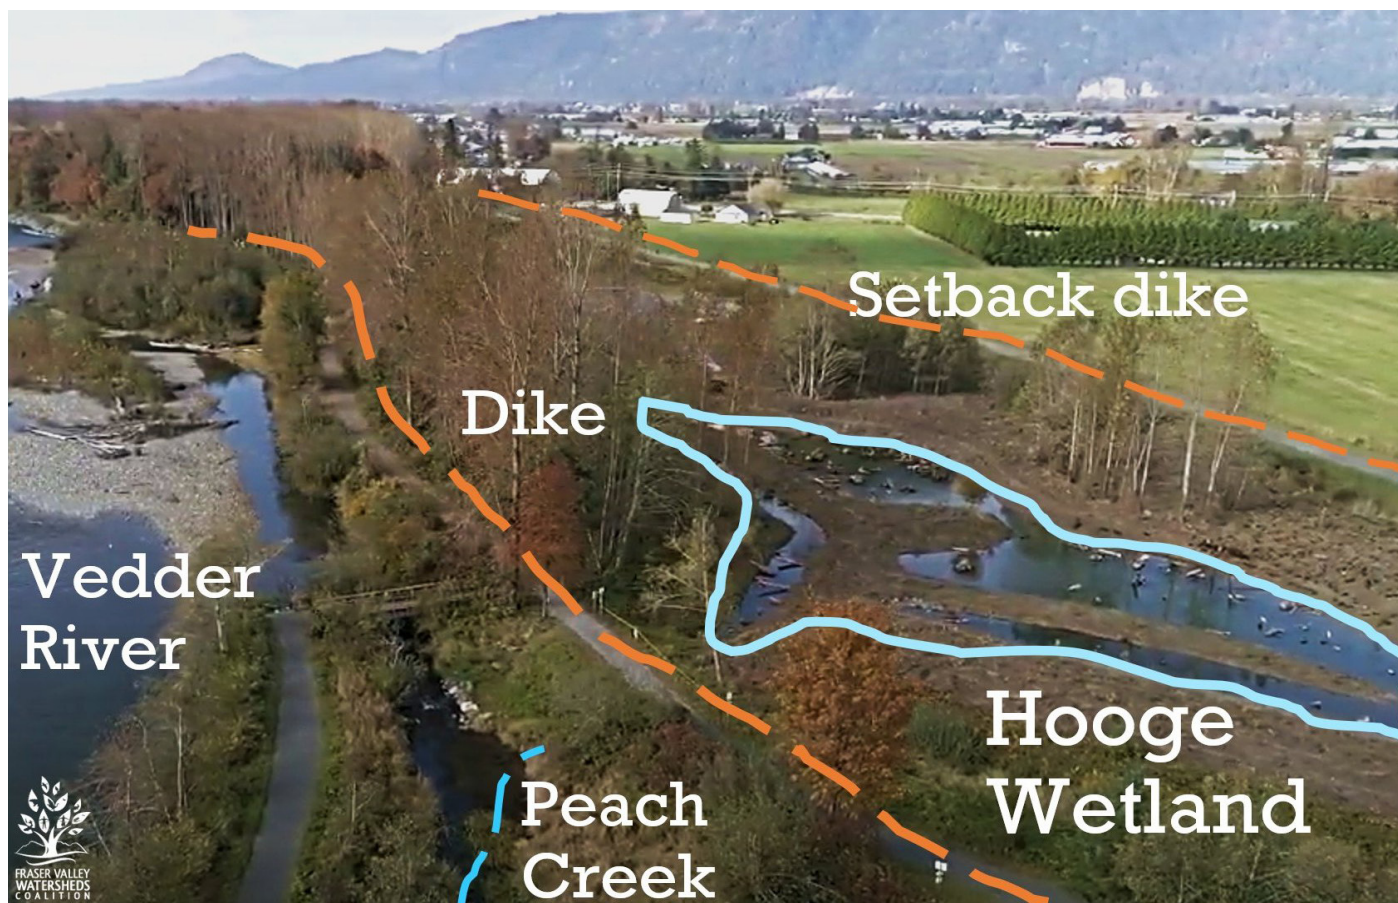 Setback dike
Dike
Vedder
River
Hooge
Wetland
Peach
Creek
FRASER VALLEY
WATERSHEDS
COALITION